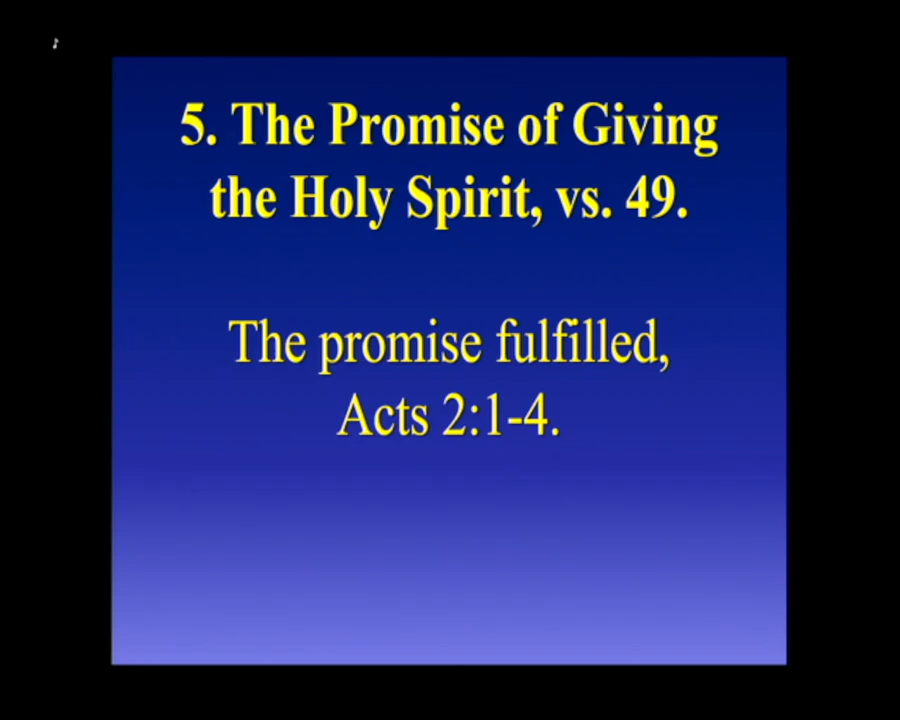 5. The Promise of Giving
the Holy Spirit, vs. 49.
The promise fulfilled,
Acts 2:1-4.